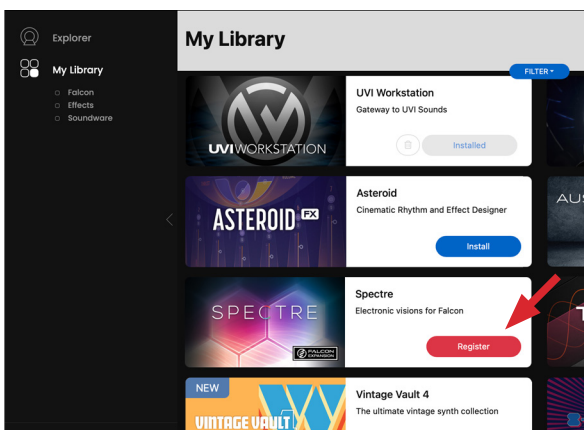 Explorer
My Library
My Library
Falcon
Effects
Soundware
FILTER
UVI Workstation
Gateway to UVI Sounds
UVIWORKSTATION
Installed
Asteroid
Cinematic Rhythm and Effect Designer
ASTEROID FX
Install
AUS
Spectre
Electronic visions for Falcon
SPECTRE
FALCON
EXPANSION
Register
T
NEW
Vintage Vault 4
The ultimate vintage synth collection
VINTAGE VAULT